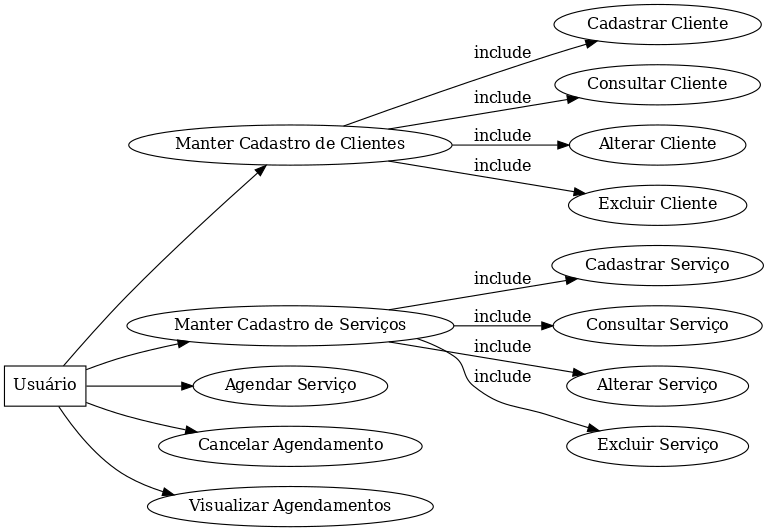 Cadastrar Cliente
include
Consultar Cliente
include
Manter Cadastro de Clientes
include
Alterar Cliente
include
Excluir Cliente
Cadastrar Serviço
include
Manter Cadastro de Serviços
include
Consultar Serviço
include
Usuário
Agendar Serviço
include
Alterar Serviço
Cancelar Agendamento
Excluir Serviço
Visualizar Agendamentos